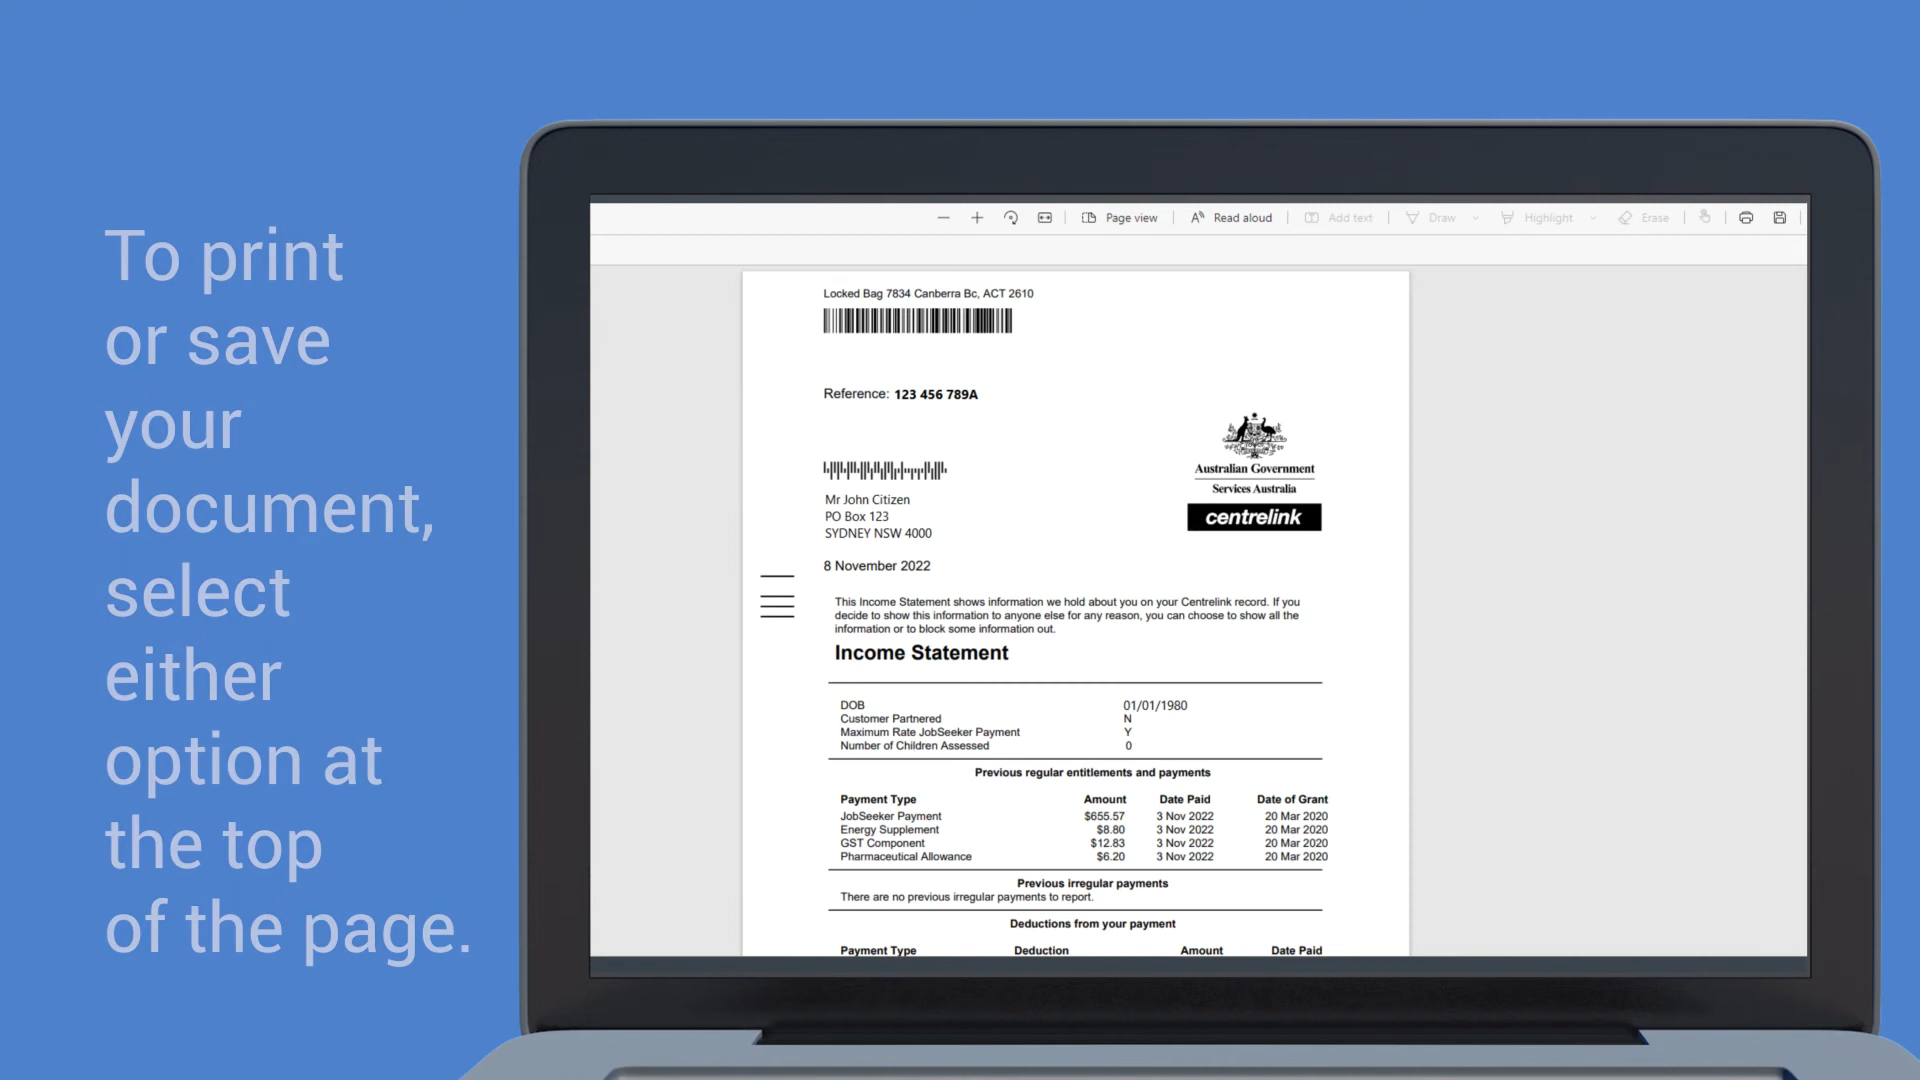 To print
or save
your
document,
select
either
option at
the top
of the page.
Page view
Read aloud
Add text
Draw
Highlight
Erase
Locked Bag 7834 Canberra Bc, ACT 2610
Reference: 123 456 789A
Australian Government
Services Australia
centrelink
Mr John Citizen
PO Box 123
SYDNEY NSW 4000
8 November 2022
This Income Statement shows information we hold about you on your Centrelink record. If you
decide to show this information to anyone else for any reason, you can choose to show all the
information or to block some information out.
Income Statement
DOB 01/01/1980
Customer Partnered N
Maximum Rate JobSeeker Payment Y
Number of Children Assessed 0
Previous regular entitlements and payments
Payment Type Amount Date Paid Date of Grant
JobSeeker Payment $655.57 3 Nov 2022 20 Mar 2020
Energy Supplement $8.80 3 Nov 2022 20 Mar 2020
GST Component $12.83 3 Nov 2022 20 Mar 2020
Pharmaceutical Allowance $6.20 3 Nov 2022 20 Mar 2020
Previous irregular payments
There are no previous irregular payments to report.
Deductions from your payment
Payment Type Deduction Amount Date Paid